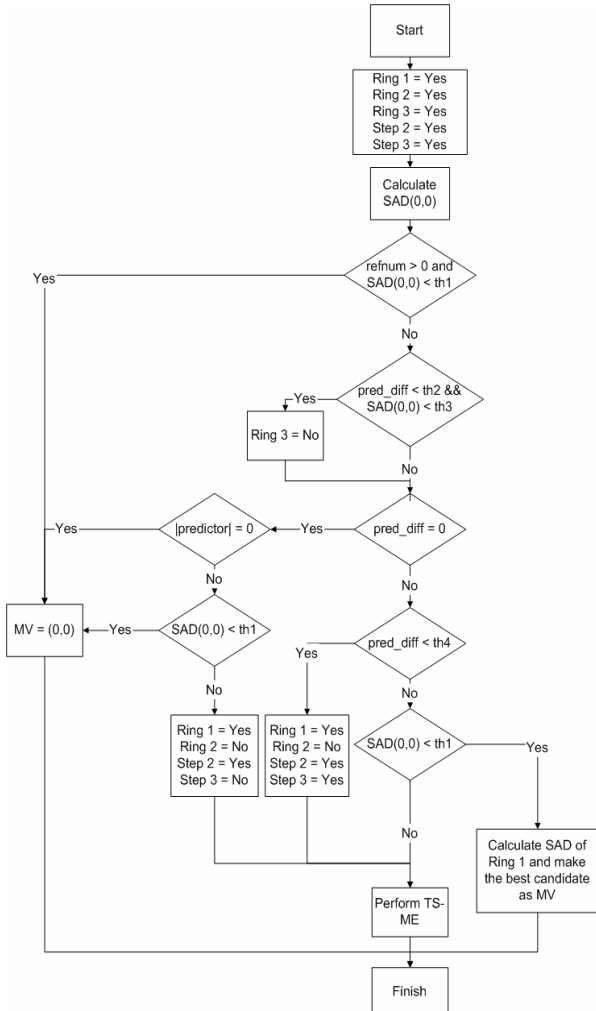 Start
Ring 1 = Yes
Ring 2 = Yes
Ring 3 = Yes
Step 2 = Yes
Step 3 = Yes
Calculate
SAD(0,0)
refnum > 0 and
SAD(0,0) < th1
Yes
No
pred_diff < th2 &&
SAD(0,0) < th3
Yes
Ring 3 = No
No
pred_diff = 0
Yes
|predictor| = 0
Yes
No
No
MV = (0,0)
Yes
SAD(0,0) < th1
pred_diff < th4
Yes
No
No
Ring 1 = Yes
Ring 2 = No
Step 2 = Yes
Step 3 = No
Ring 1 = Yes
Ring 2 = No
Step 2 = Yes
Step 3 = Yes
SAD(0,0) < th1
Yes
No
Calculate SAD of
Ring 1 and make
the best candidate
as MV
Perform TS-
ME
Finish